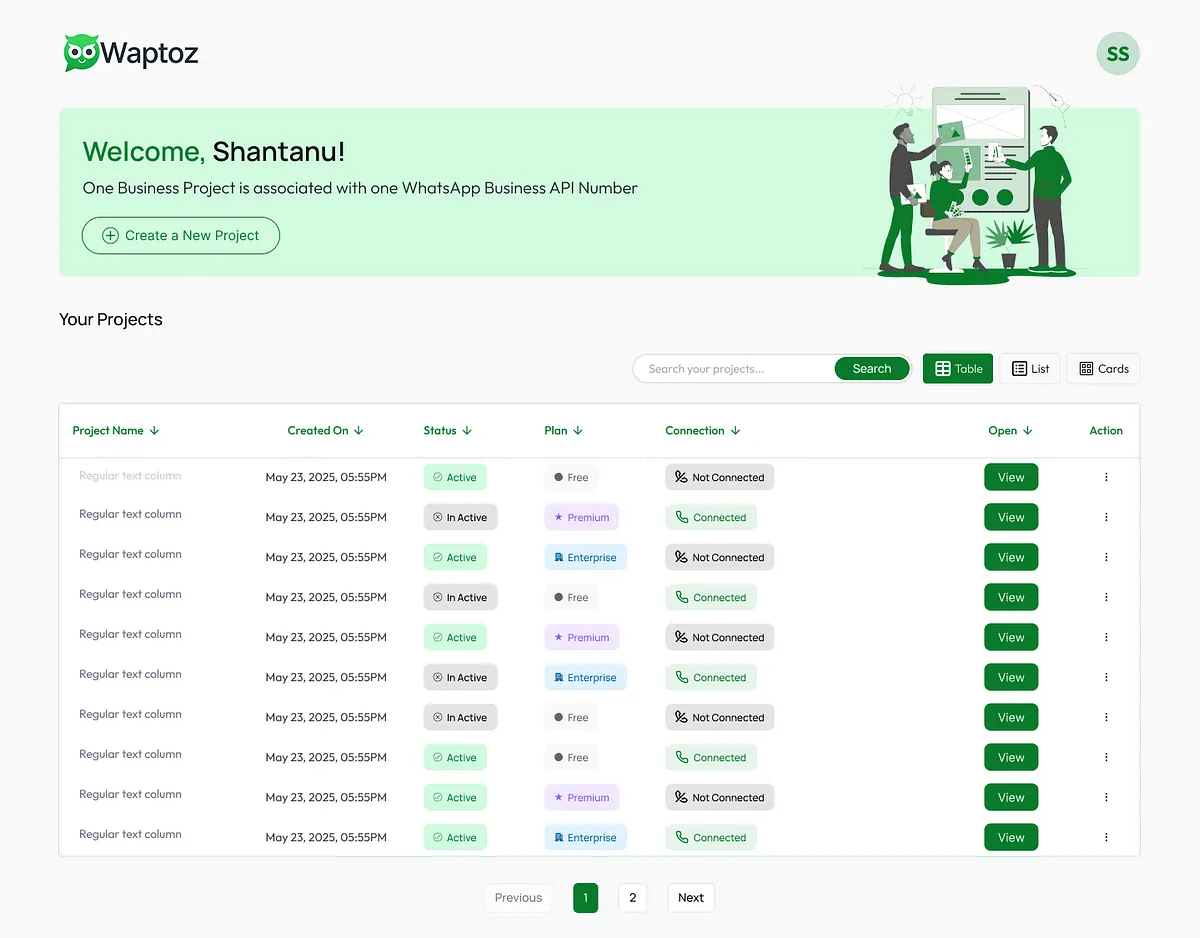 Waptoz
SS
Welcome, Shantanu!
One Business Project is associated with one WhatsApp Business API Number
Create a New Project
Your Projects
Search your projects... Search Table List Cards
Project Name Created On Status Plan Connection Open Action
Regular text column May 23, 2025, 05:55PM Active Free Not Connected View
Regular text column May 23, 2025, 05:55PM In Active Premium Connected View
Regular text column May 23, 2025, 05:55PM Active Enterprise Not Connected View
Regular text column May 23, 2025, 05:55PM In Active Free Connected View
Regular text column May 23, 2025, 05:55PM Active Premium Not Connected View
Regular text column May 23, 2025, 05:55PM In Active Enterprise Connected View
Regular text column May 23, 2025, 05:55PM In Active Free Not Connected View
Regular text column May 23, 2025, 05:55PM Active Free Connected View
Regular text column May 23, 2025, 05:55PM Active Premium Not Connected View
Regular text column May 23, 2025, 05:55PM Active Enterprise Connected View
Previous 1 2 Next